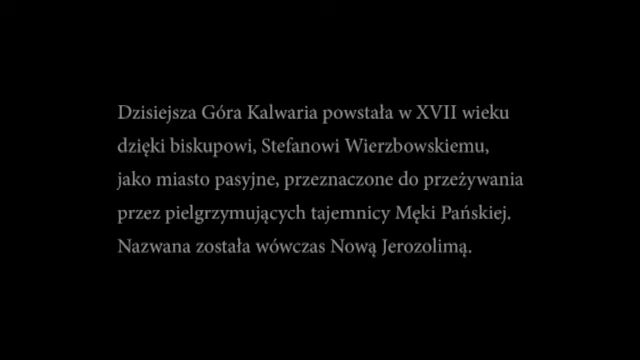 Dzisiejsza Góra Kalwaria powstała w XVII wieku
dzięki biskupowi, Stefanowi Wierzbowskiemu,
jako miasto pasyjne, przeznaczone do przeżywania
przez pielgrzymujących tajemnicy Męki Pańskiej.
Nazwana została wówczas Nową Jerozolimą.